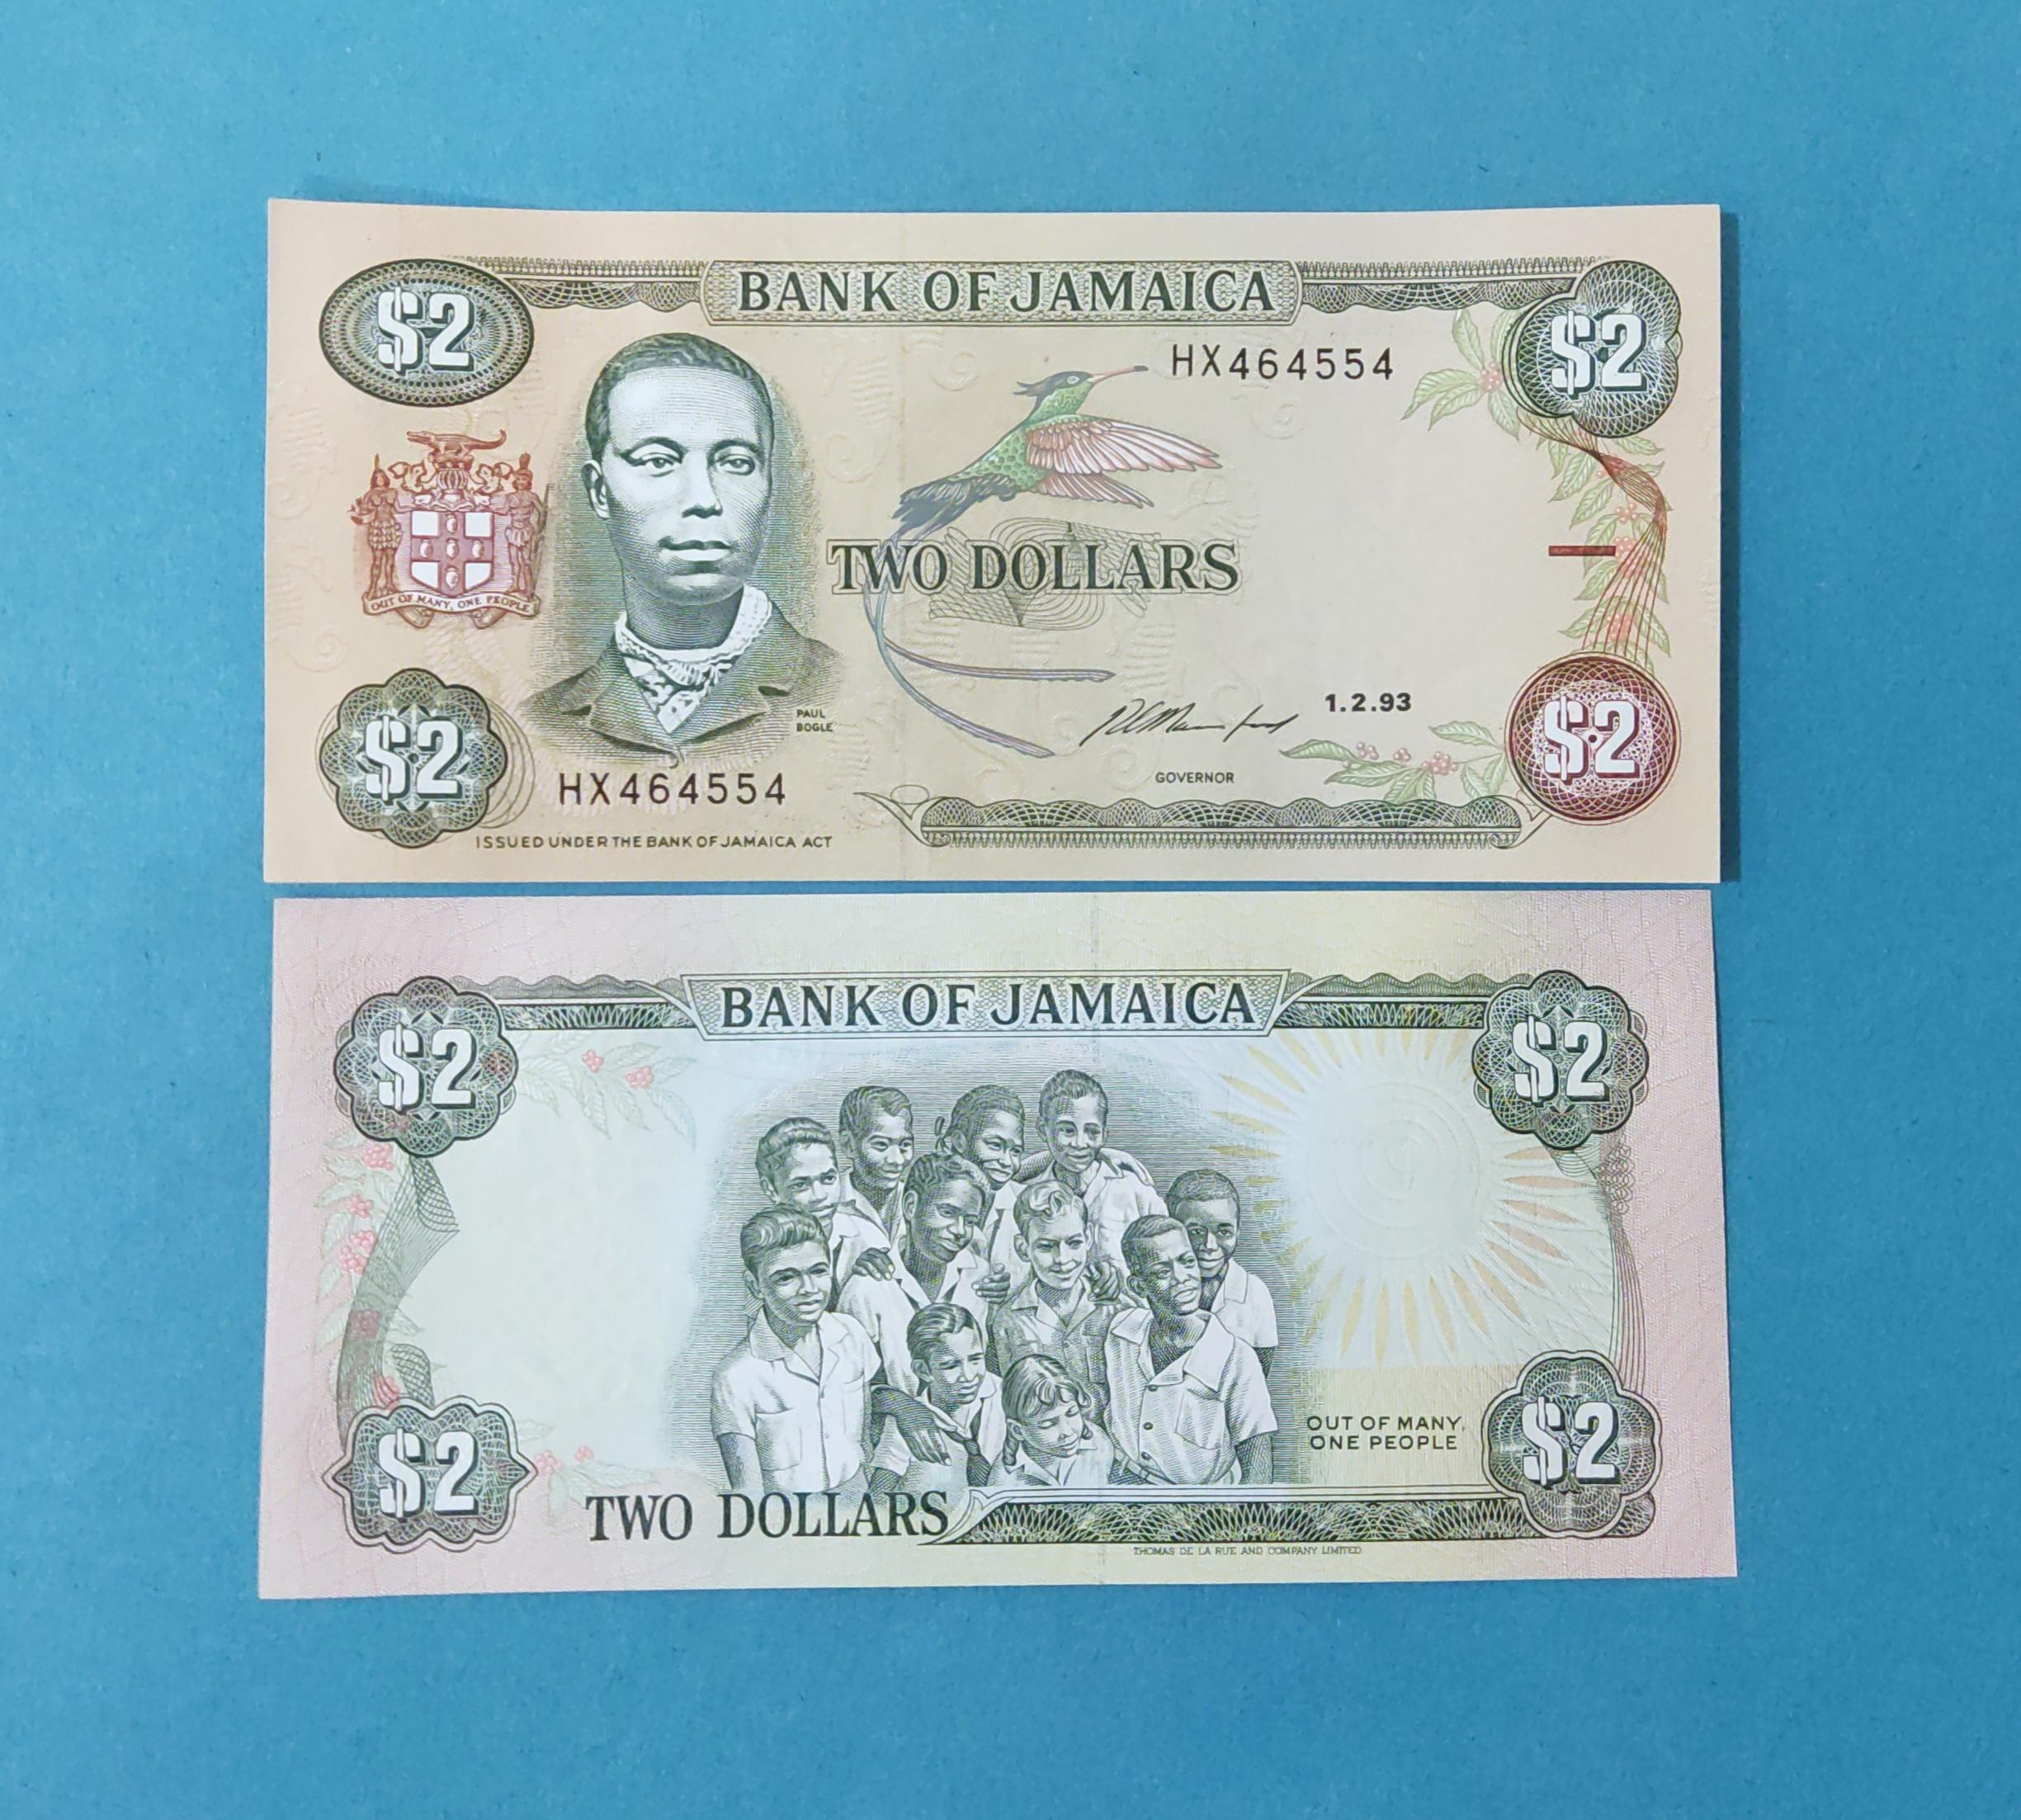 $2
BANK OF JAMAICA
$2
HX464554
OUT OF MANY, ONE PEOPLE
TWO DOLLARS
PAUL
BOGLE
1.2.93
$2
$2
HX464554
GOVERNOR
ISSUED UNDER THE BANK OF JAMAICA ACT
$2
BANK OF JAMAICA
$2
OUT OF MANY,
ONE PEOPLE
$2
$2
TWO DOLLARS
THOMAS DE LA RUE AND COMPANY LIMITED